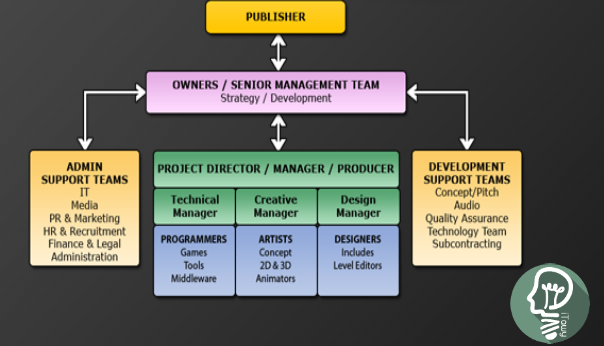 PUBLISHER
OWNERS / SENIOR MANAGEMENT TEAM
Strategy / Development
ADMIN
SUPPORT TEAMS
IT
Media
PR & Marketing
HR & Recruitment
Finance & Legal
Administration
PROJECT DIRECTOR / MANAGER / PRODUCER
Technical
Manager
Creative
Manager
Design
Manager
PROGRAMMERS
Games
Tools
Middleware
ARTISTS
Concept
2D & 3D
Animators
DESIGNERS
Includes
Level Editors
DEVELOPMENT
SUPPORT TEAMS
Concept/Pitch
Audio
Quality Assurance
Technology Team
Subcontracting